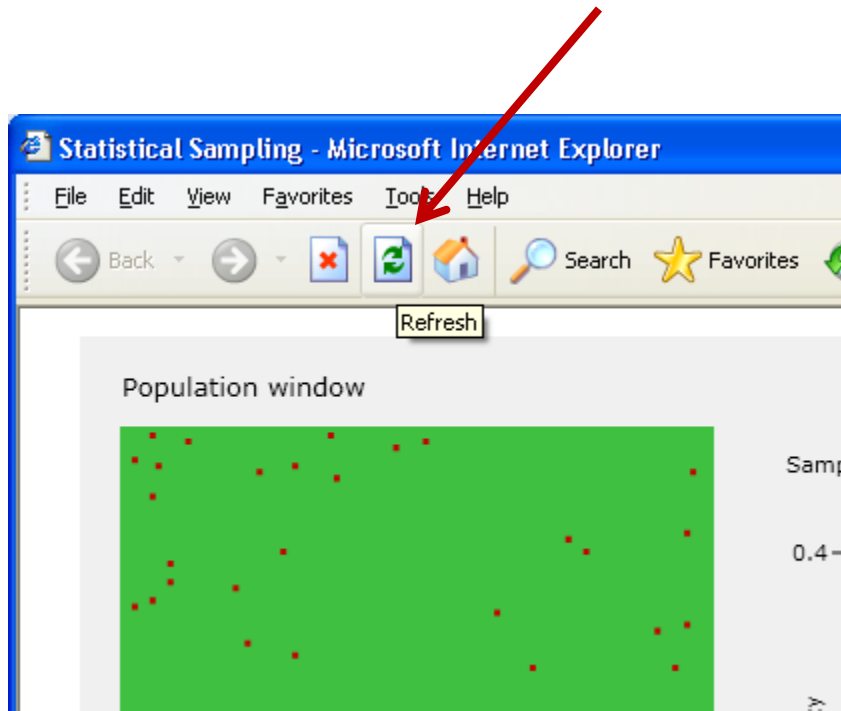 Statistical Sampling - Microsoft Internet Explorer
File Edit View Favorites Tools Help
Back Search Favorites
Refresh
Population window
Samp
0.4